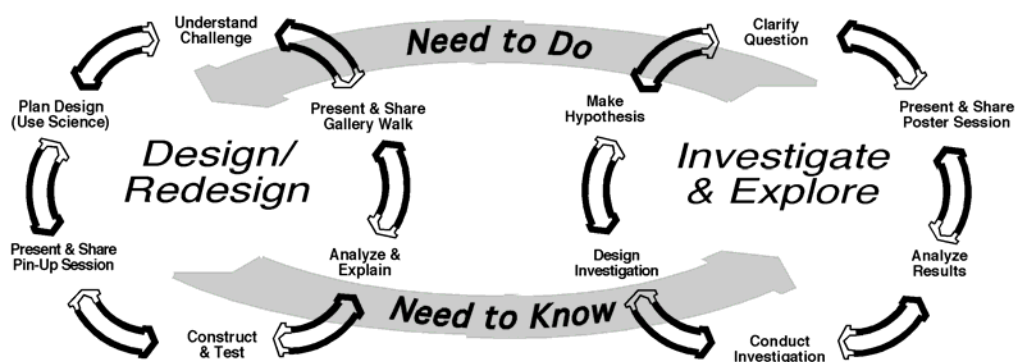 Understand
Challenge
Need to Do
Clarify
Question
Plan Design
(Use Science)
Present & Share
Gallery Walk
Make
Hypothesis
Present & Share
Poster Session
Design/
Redesign
Investigate
& Explore
Present & Share
Pin-Up Session
Analyze &
Explain
Design
Investigation
Analyze
Results
Need to Know
Construct
& Test
Conduct
Investigation